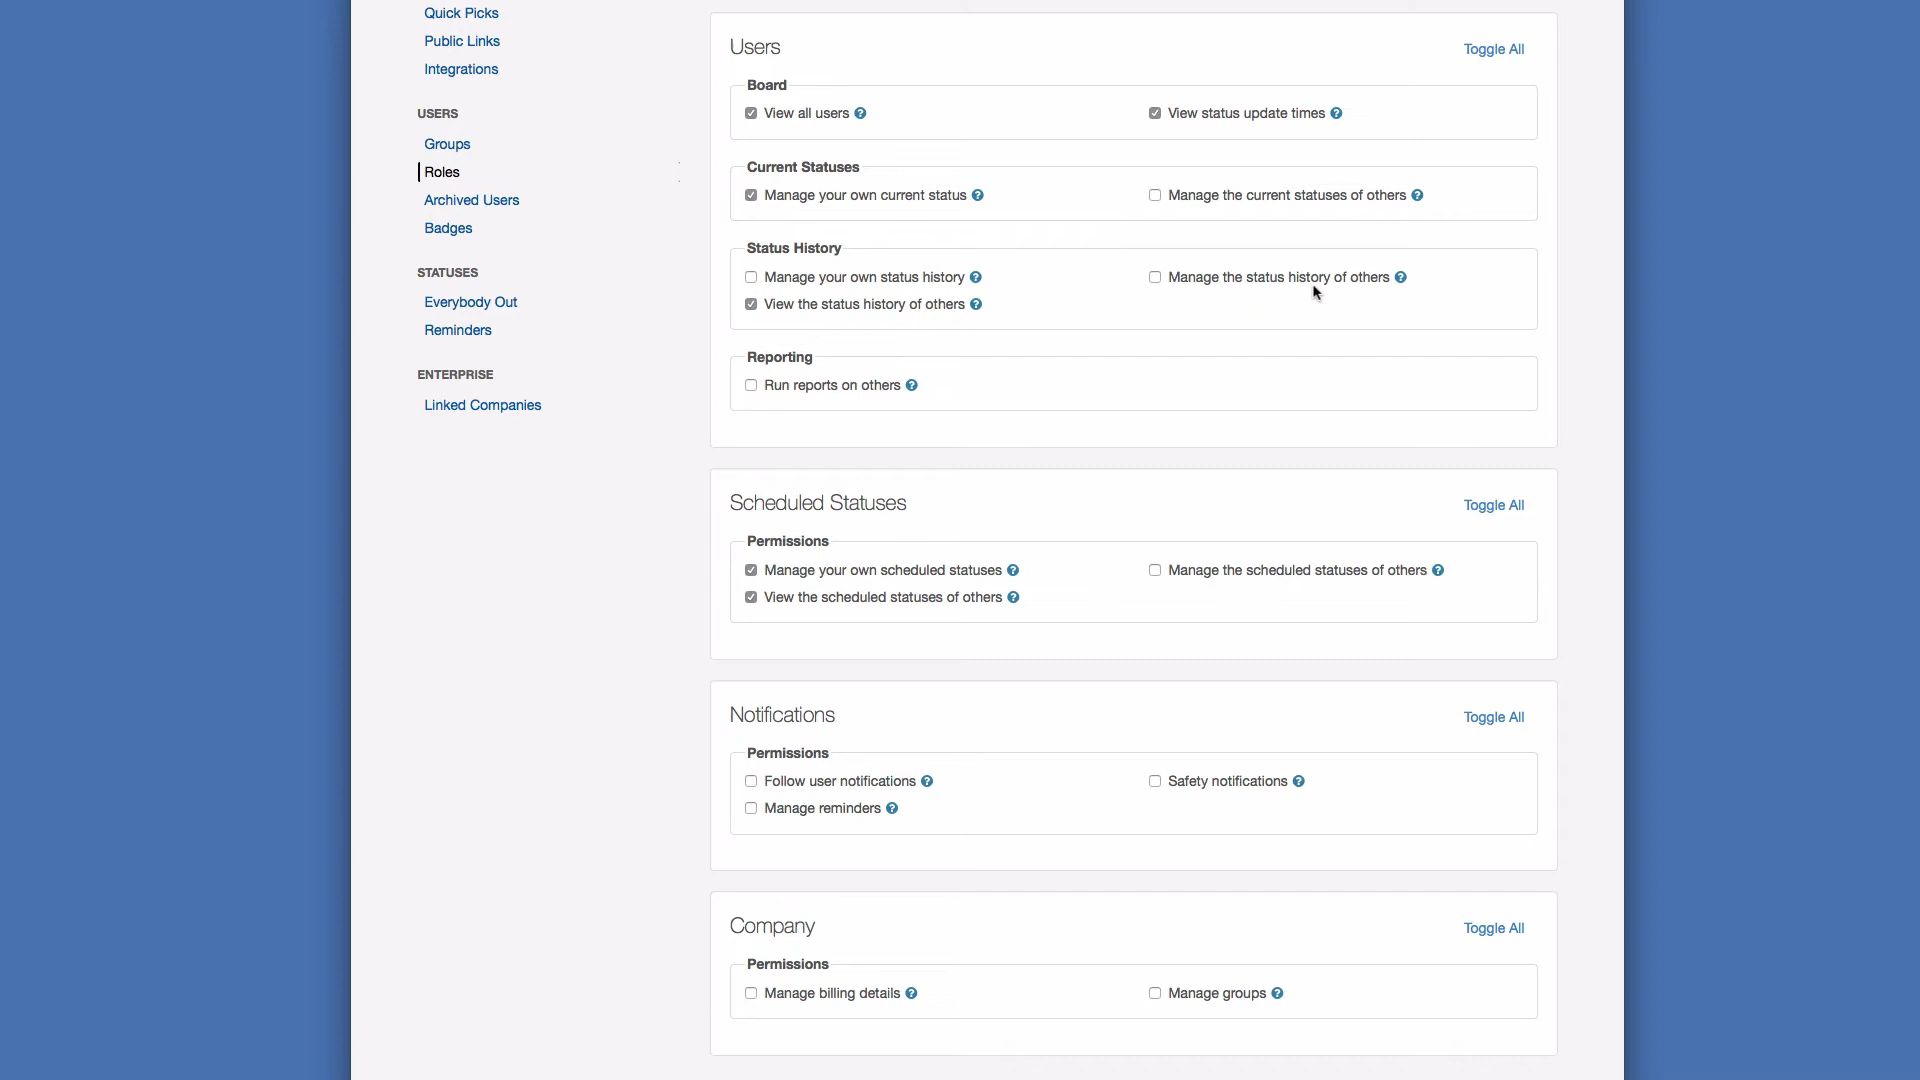 Quick Picks
Public Links
Integrations
USERS
Groups
Roles
Archived Users
Badges
STATUSES
Everybody Out
Reminders
ENTERPRISE
Linked Companies
Users
Toggle All
Board
View all users ?
View status update times ?
Current Statuses
Manage your own current status ?
Manage the current statuses of others ?
Status History
Manage your own status history ?
Manage the status history of others ?
View the status history of others ?
Reporting
Run reports on others ?
Scheduled Statuses
Toggle All
Permissions
Manage your own scheduled statuses ?
Manage the scheduled statuses of others ?
View the scheduled statuses of others ?
Notifications
Toggle All
Permissions
Follow user notifications ?
Safety notifications ?
Manage reminders ?
Company
Toggle All
Permissions
Manage billing details ?
Manage groups ?